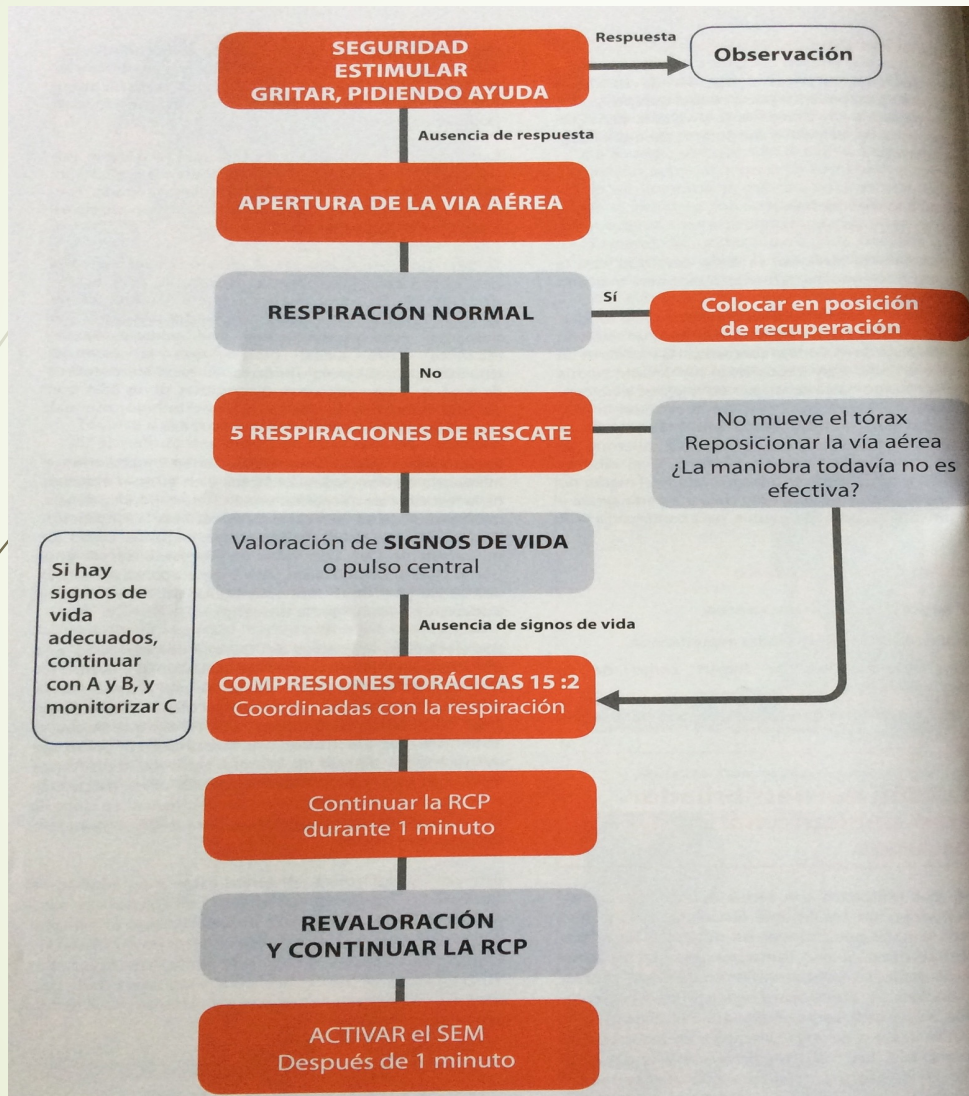 SEGURIDAD
ESTIMULAR
GRITAR, PIDIENDO AYUDA
Respuesta
Observación
Ausencia de respuesta
APERTURA DE LA VIA AÉREA
RESPIRACIÓN NORMAL
Sí
Colocar en posición
de recuperación
No
5 RESPIRACIONES DE RESCATE
No mueve el tórax
Reposicionar la vía aérea
¿La maniobra todavía no es
efectiva?
Valoración de SIGNOS DE VIDA
o pulso central
Si hay
signos de
vida
adecuados,
continuar
con A y B, y
monitorizar C
Ausencia de signos de vida
COMPRESIONES TORÁCICAS 15 :2
Coordinadas con la respiración
Continuar la RCP
durante 1 minuto
REVALORACIÓN
Y CONTINUAR LA RCP
ACTIVAR el SEM
Después de 1 minuto